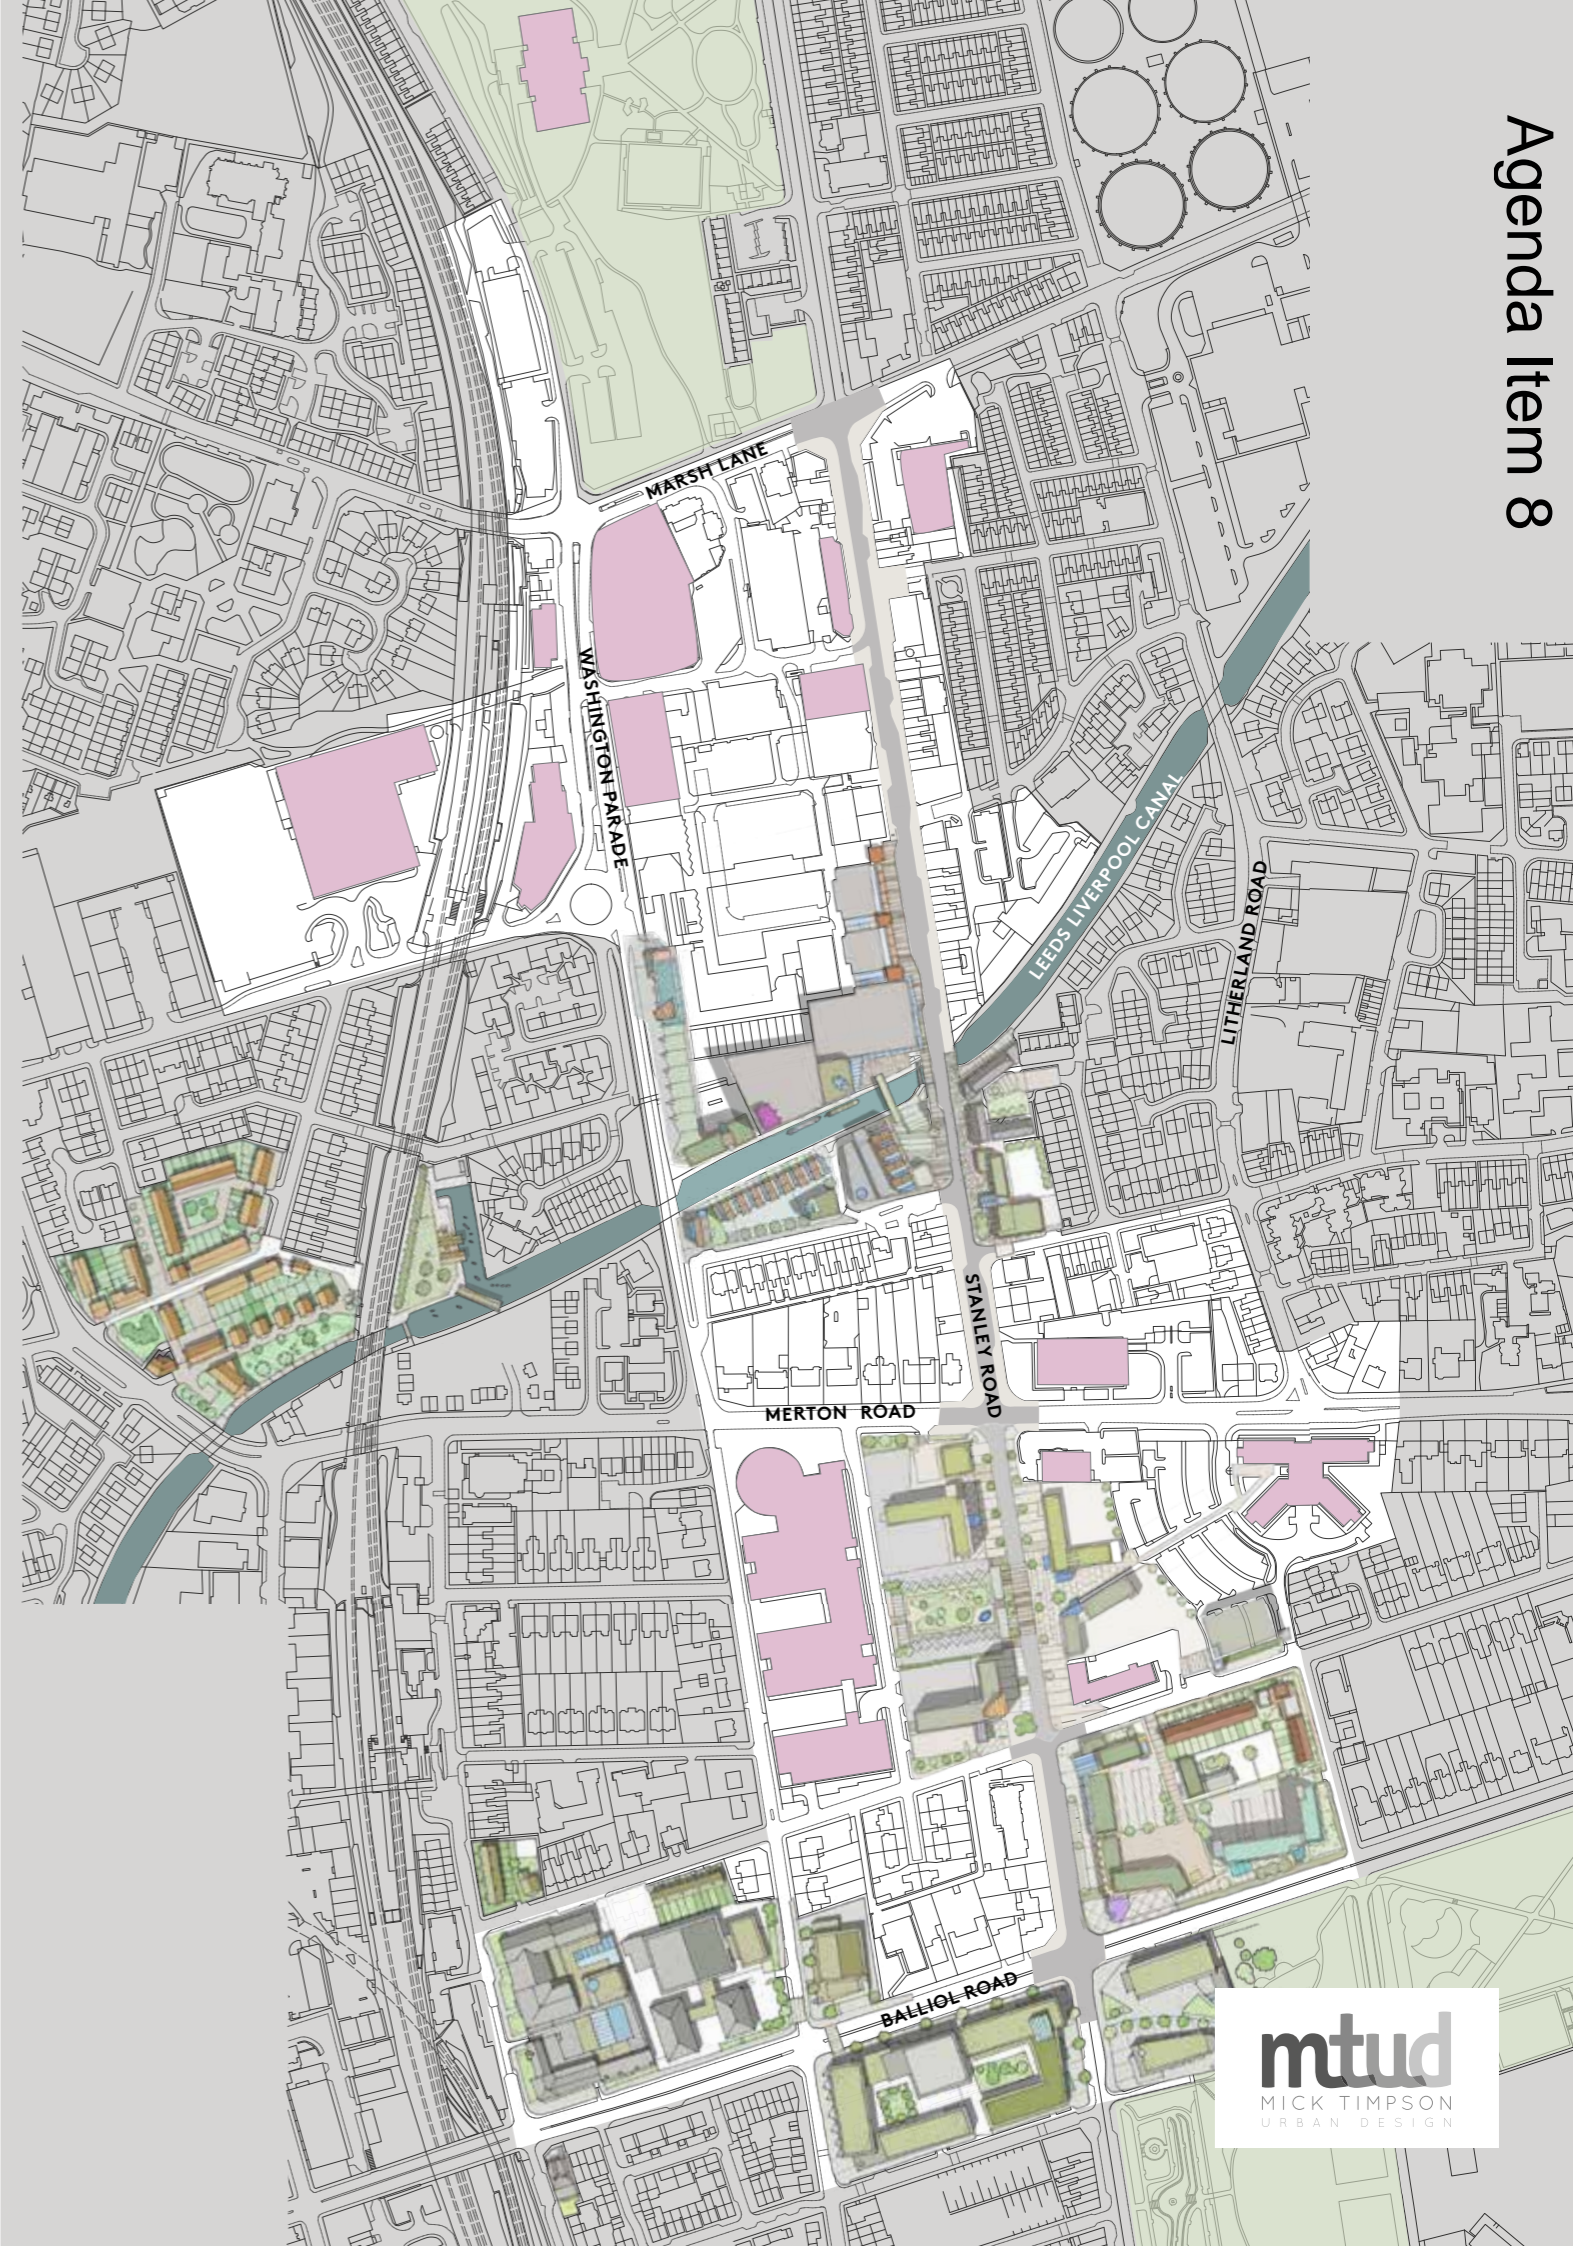 Agenda Item 8
MARSH LANE
WASHINGTON PARADE
LEEDS LIVERPOOL CANAL
LITHERLAND ROAD
STANLEY ROAD
MERTON ROAD
BALLIOL ROAD
mtud
MICK TIMPSON
URBAN DESIGN